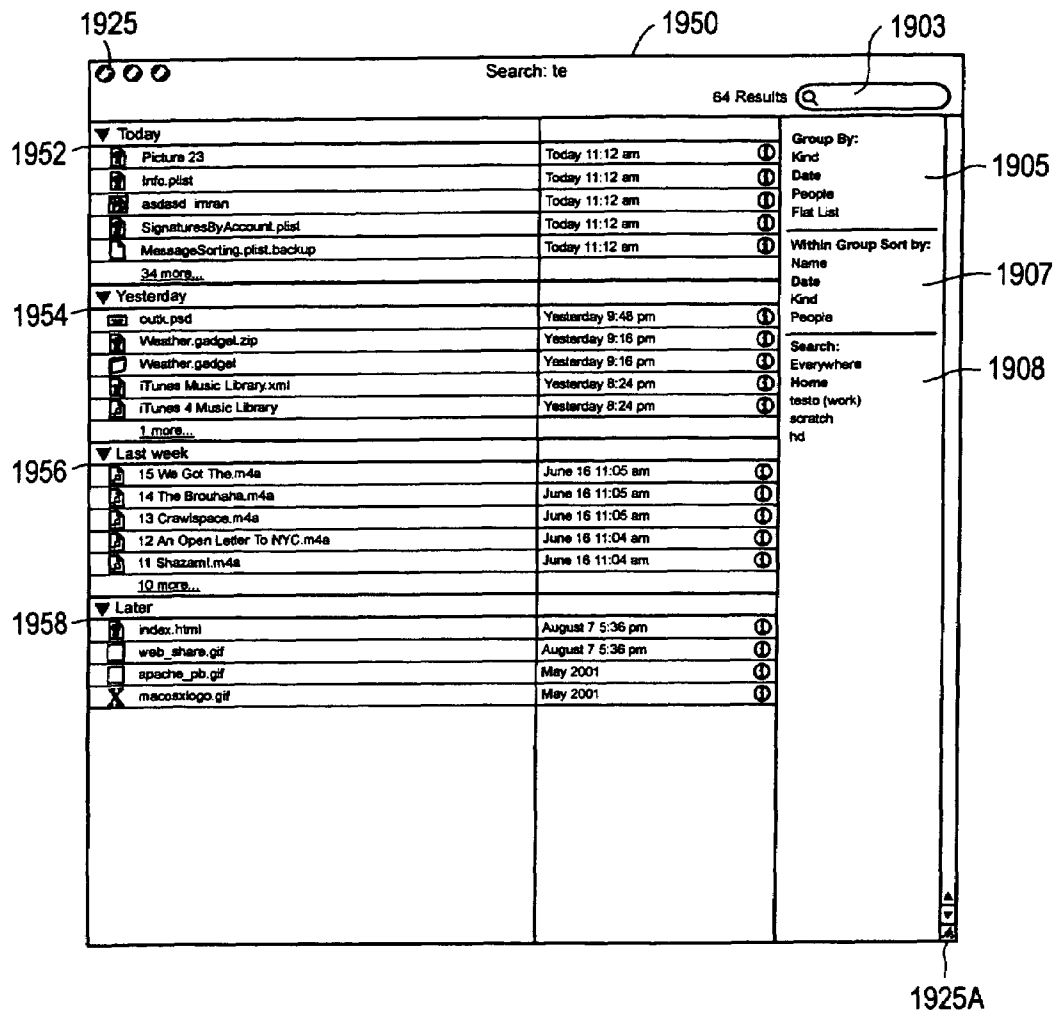 1925
1950
1903
Search: te
64 Results
Today
1952
Picture 23 Today 11:12 am
Info.plist Today 11:12 am
asdasd imran Today 11:12 am
SignaturesByAccount.plist Today 11:12 am
MessageSorting.plist.backup Today 11:12 am
34 more...
Yesterday
1954
outk.psd Yesterday 9:48 pm
Weather.gadget.zip Yesterday 9:16 pm
Weather.gadget Yesterday 9:16 pm
iTunes Music Library.xml Yesterday 8:24 pm
iTunes 4 Music Library Yesterday 8:24 pm
1 more...
Last week
1956
15 We Got The.m4a June 16 11:05 am
14 The Brouhaha.m4a June 16 11:05 am
13 Crawlspace.m4a June 16 11:05 am
12 An Open Letter To NYC.m4a June 16 11:04 am
11 Shazam!.m4a June 16 11:04 am
10 more...
Later
1958
index.html August 7 5:36 pm
web_share.gif August 7 5:36 pm
apache_pb.gif May 2001
macosxlogo.gif May 2001
Group By:
Kind
Date
People
Flat List
1905
Within Group Sort by:
Name
Date
Kind
People
1907
Search:
Everywhere
Home
testo (work)
scratch
hd
1908
1925A